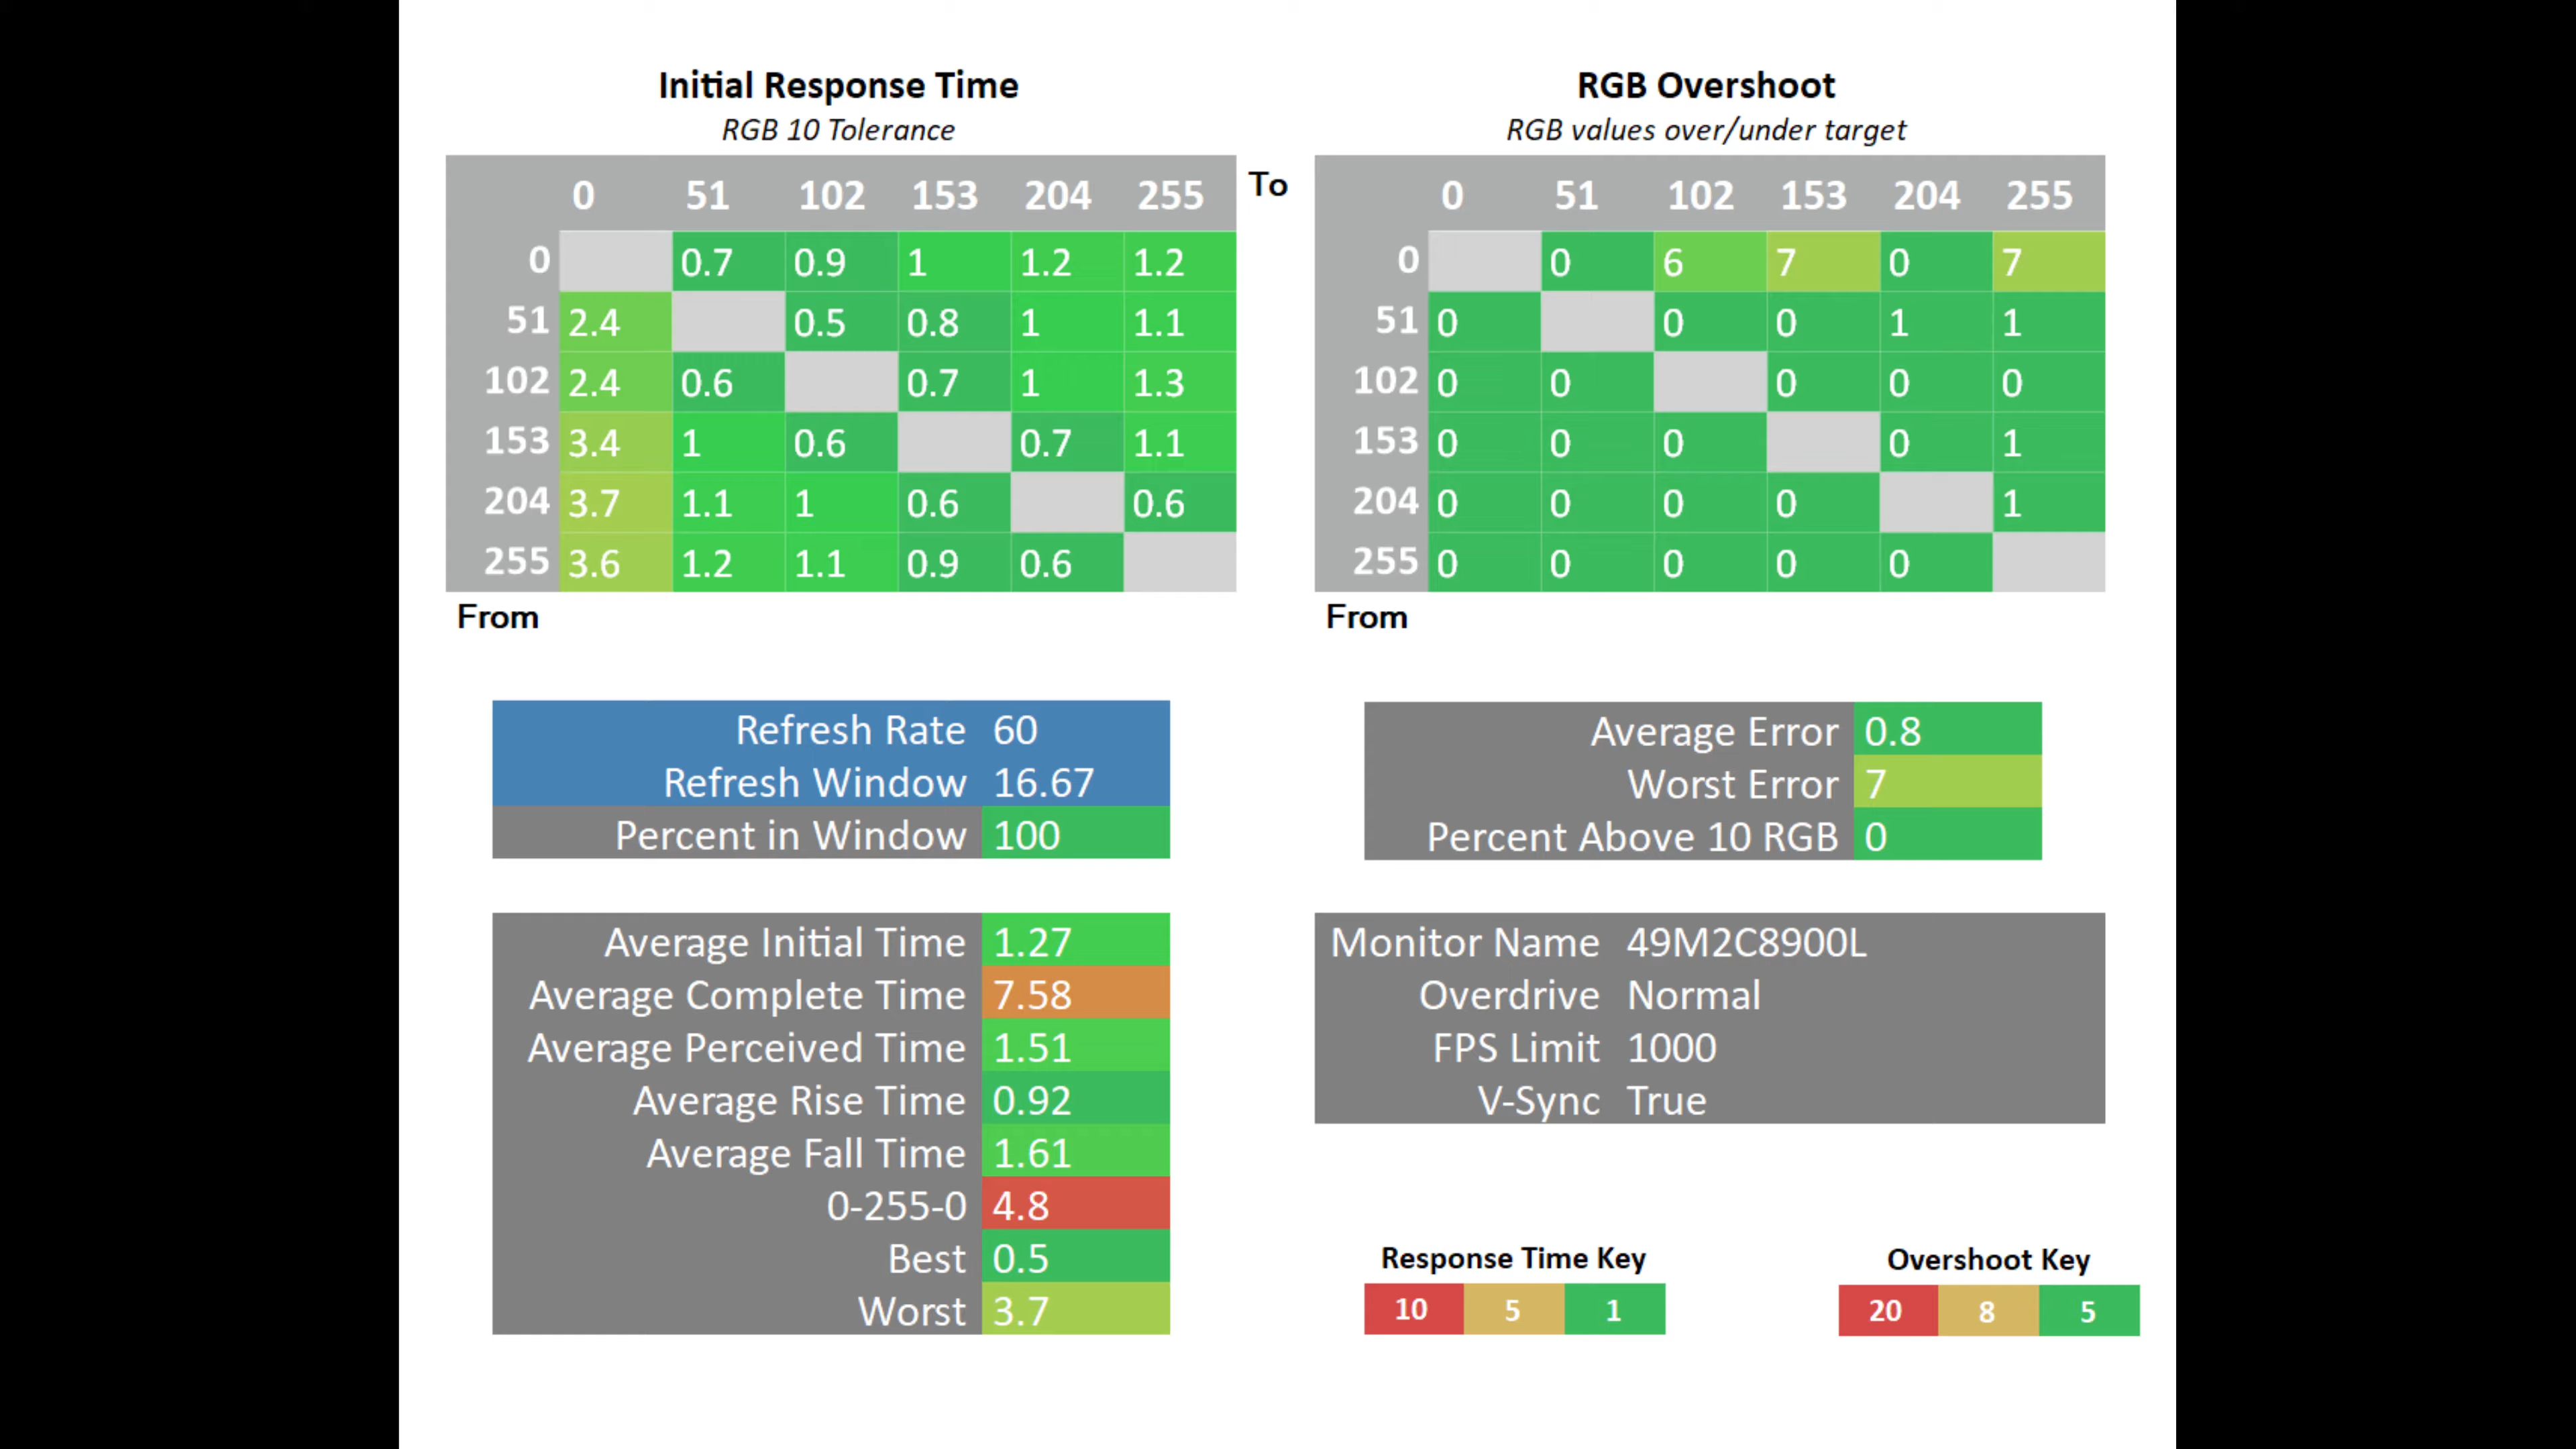 Initial Response Time
RGB 10 Tolerance
0 51 102 153 204 255
0 0.7 0.9 1 1.2 1.2
51 2.4 0.5 0.8 1 1.1
102 2.4 0.6 0.7 1 1.3
153 3.4 1 0.6 0.7 1.1
204 3.7 1.1 1 0.6 0.6
255 3.6 1.2 1.1 0.9 0.6
From
To
RGB Overshoot
RGB values over/under target
0 51 102 153 204 255
0 0 6 7 0 7
51 0 0 0 1 1
102 0 0 0 0 0
153 0 0 0 0 1
204 0 0 0 0 1
255 0 0 0 0 0
From
Refresh Rate 60
Refresh Window 16.67
Percent in Window 100
Average Error 0.8
Worst Error 7
Percent Above 10 RGB 0
Average Initial Time 1.27
Average Complete Time 7.58
Average Perceived Time 1.51
Average Rise Time 0.92
Average Fall Time 1.61
0-255-0 4.8
Best 0.5
Worst 3.7
Monitor Name 49M2C8900L
Overdrive Normal
FPS Limit 1000
V-Sync True
Response Time Key
10 5 1
Overshoot Key
20 8 5